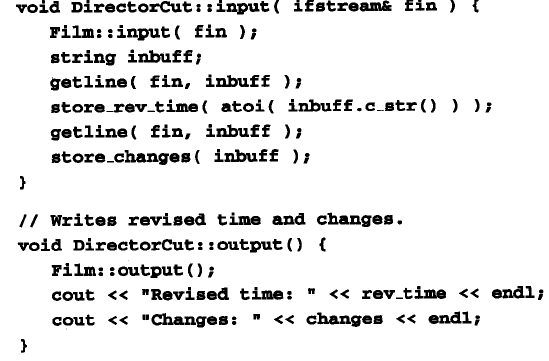 void DirectorCut::input( ifstream& fin ) {
Film::input( fin );
string inbuff;
getline( fin, inbuff );
store_rev_time( atoi( inbuff.c_str() ) );
getline( fin, inbuff );
store_changes( inbuff );
}
// Writes revised time and changes.
void DirectorCut::output() {
Film::output();
cout << "Revised time: " << rev_time << endl;
cout << "Changes: " << changes << endl;
}